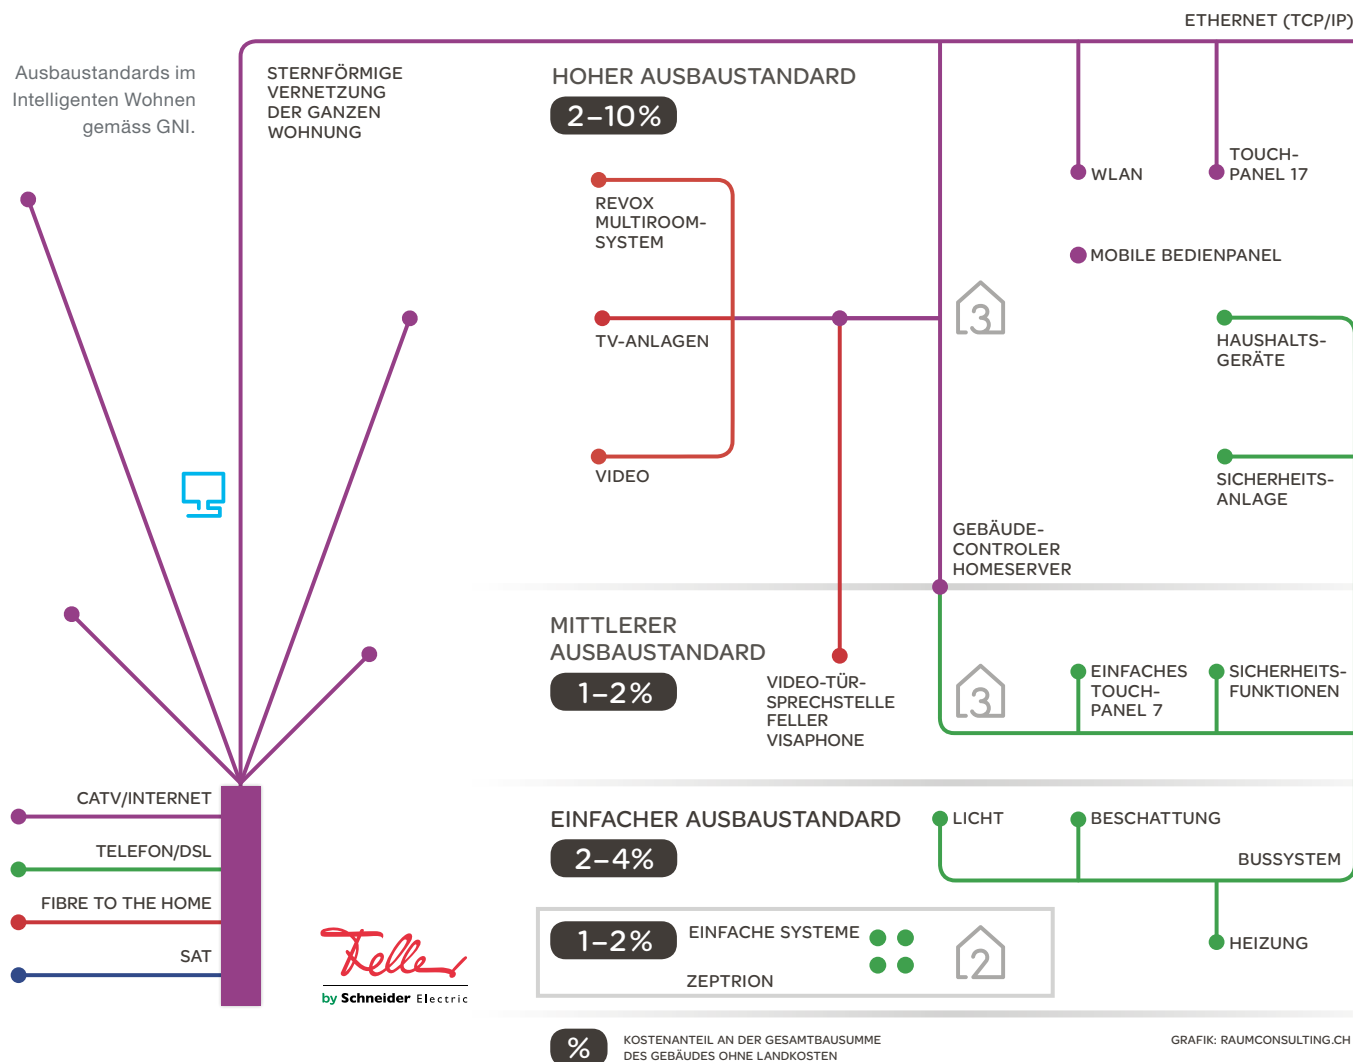 ETHERNET (TCP/IP)
Ausbaustandards im
Intelligenten Wohnen
gemäss GNI.
STERNFÖRMIGE
VERNETZUNG
DER GANZEN
WOHNUNG
HOHER AUSBAUSTANDARD
2–10%
WLAN
TOUCH-
PANEL 17
REVOX
MULTIROOM-
SYSTEM
MOBILE BEDIENPANEL
3
TV-ANLAGEN
HAUSHALTS-
GERÄTE
VIDEO
SICHERHEITS-
ANLAGE
GEBÄUDE-
CONTROLER
HOMESERVER
MITTLERER
AUSBAUSTANDARD
1–2%
VIDEO-TÜR-
SPRECHSTELLE
FELLER
VISAPHONE
3
EINFACHES
TOUCH-
PANEL 7
SICHERHEITS-
FUNKTIONEN
CATV/INTERNET
TELEFON/DSL
FIBRE TO THE HOME
SAT
Feller
by Schneider Electric
EINFACHER AUSBAUSTANDARD
2–4%
LICHT
BESCHATTUNG
BUSSYSTEM
1–2%
EINFACHE SYSTEME
ZEPTRION
2
HEIZUNG
%
KOSTENANTEIL AN DER GESAMTBAUSUMME
DES GEBÄUDES OHNE LANDKOSTEN
GRAFIK: RAUMCONSULTING.CH